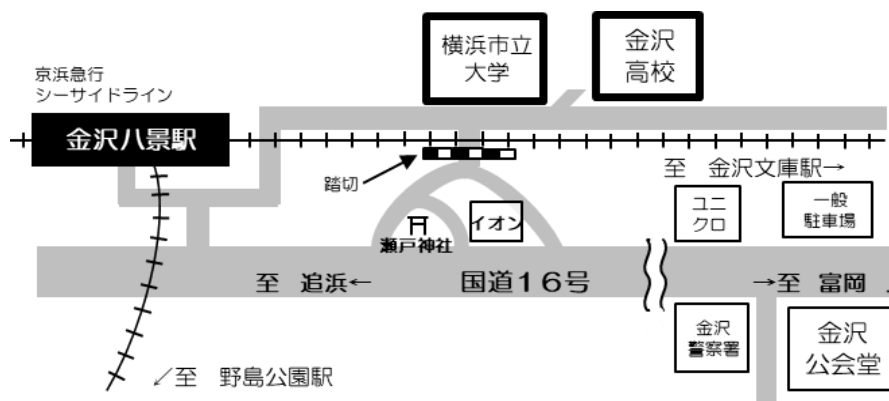 横浜市立
大学
金沢
高校
京浜急行
シーサイドライン
金沢八景駅
踏切
至　金沢文庫駅→
ユニ
クロ
一般
駐車場
イオン
瀬戸神社
至　追浜←
国道１６号
→至　富岡
金沢
警察署
金沢
公会堂
↙至　野島公園駅